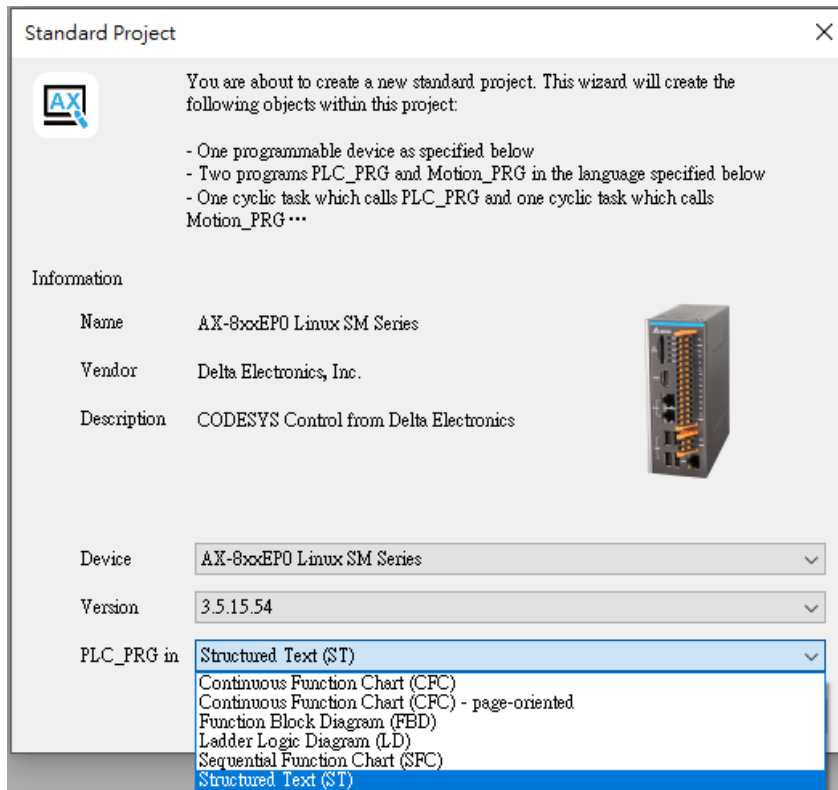 Standard Project
AX
You are about to create a new standard project. This wizard will create the
following objects within this project:
- One programmable device as specified below
- Two programs PLC_PRG and Motion_PRG in the language specified below
- One cyclic task which calls PLC_PRG and one cyclic task which calls
Motion_PRG⋯
Information
Name AX-8xxEP0 Linux SM Series
Vendor Delta Electronics, Inc.
Description CODESYS Control from Delta Electronics
Device AX-8xxEP0 Linux SM Series
Version 3.5.15.54
PLC_PRG in Structured Text (ST)
Continuous Function Chart (CFC)
Continuous Function Chart (CFC) - page-oriented
Function Block Diagram (FBD)
Ladder Logic Diagram (LD)
Sequential Function Chart (SFC)
Structured Text (ST)